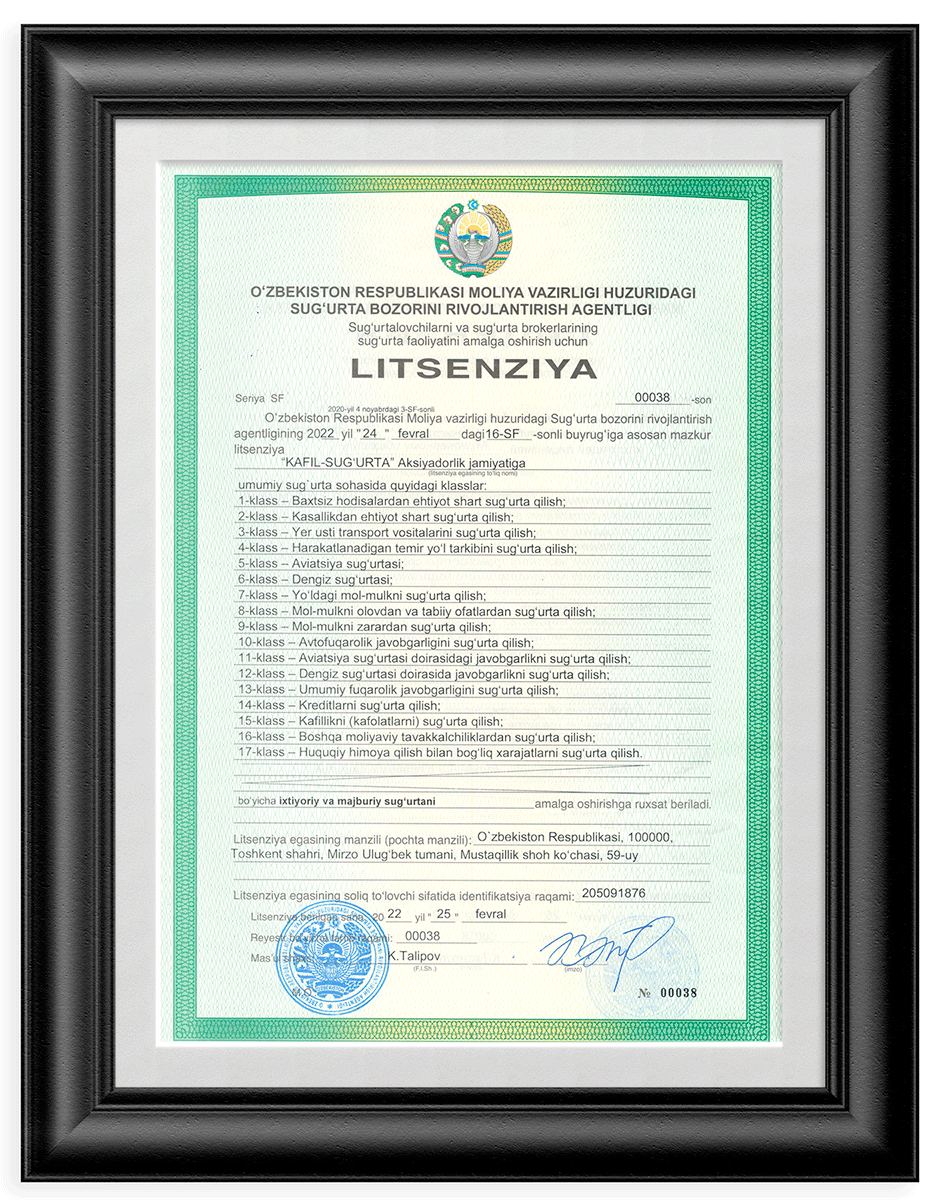 O‘ZBEKISTON RESPUBLIKASI MOLIYA VAZIRLIGI HUZURIDAGI
SUG‘URTA BOZORINI RIVOJLANTIRISH AGENTLIGI
Sug‘urtalovchilarni va sug‘urta brokerlarining
sug‘urta faoliyatini amalga oshirish uchun
LITSENZIYA
Seriya SF 00038 -son
2020-yil 4 noyabrdagi 3-SF-sonli
O‘zbekiston Respublikasi Moliya vazirligi huzuridagi Sug‘urta bozorini rivojlantirish
agentligining 2022 yil "24" fevral dagi 16-SF -sonli buyrug‘iga asosan mazkur
litsenziya
“KAFIL-SUG‘URTA” Aksiyadorlik jamiyatiga
(litsenziya egasining to‘liq nomi)
umumiy sug`urta sohasida quyidagi klasslar:
1-klass – Baxtsiz hodisalardan ehtiyot shart sug‘urta qilish;
2-klass – Kasallikdan ehtiyot shart sug‘urta qilish;
3-klass – Yer usti transport vositalarini sug‘urta qilish;
4-klass – Harakatlanadigan temir yo‘l tarkibini sug‘urta qilish;
5-klass – Aviatsiya sug‘urtasi;
6-klass – Dengiz sug‘urtasi;
7-klass – Yo‘ldagi mol-mulkni sug‘urta qilish;
8-klass – Mol-mulkni olovdan va tabiiy ofatlardan sug‘urta qilish;
9-klass – Mol-mulkni zarardan sug‘urta qilish;
10-klass – Avtofuqarolik javobgarligini sug‘urta qilish;
11-klass – Aviatsiya sug‘urtasi doirasidagi javobgarlikni sug‘urta qilish;
12-klass – Dengiz sug‘urtasi doirasida javobgarlikni sug‘urta qilish;
13-klass – Umumiy fuqarolik javobgarligini sug‘urta qilish;
14-klass – Kreditlarni sug‘urta qilish;
15-klass – Kafillikni (kafolatlarni) sug‘urta qilish;
16-klass – Boshqa moliyaviy tavakkalchiliklardan sug‘urta qilish;
17-klass – Huquqiy himoya qilish bilan bog‘liq xarajatlarni sug‘urta qilish.
bo‘yicha ixtiyoriy va majburiy sug‘urtani amalga oshirishga ruxsat beriladi.
Litsenziya egasining manzili (pochta manzili): O`zbekiston Respublikasi, 100000,
Toshkent shahri, Mirzo Ulug‘bek tumani, Mustaqillik shoh ko‘chasi, 59-uy
Litsenziya egasining soliq to‘lovchi sifatida identifikatsiya raqami: 205091876
Litsenziya berilgan sana: 20 22 yil " 25 " fevral
Reyestr raqami: 00038
Mas’ul shaxs: K.Talipov
(F.I.Sh.) (imzo)
M.O‘.
№ 00038